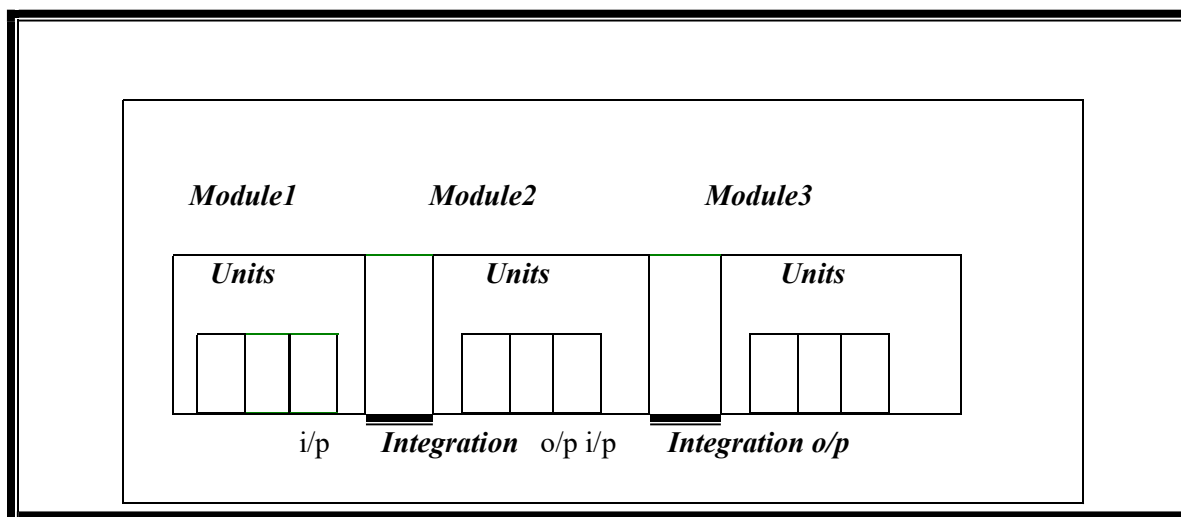 Module1 Module2 Module3
Units Units Units
i/p Integration o/p i/p Integration o/p